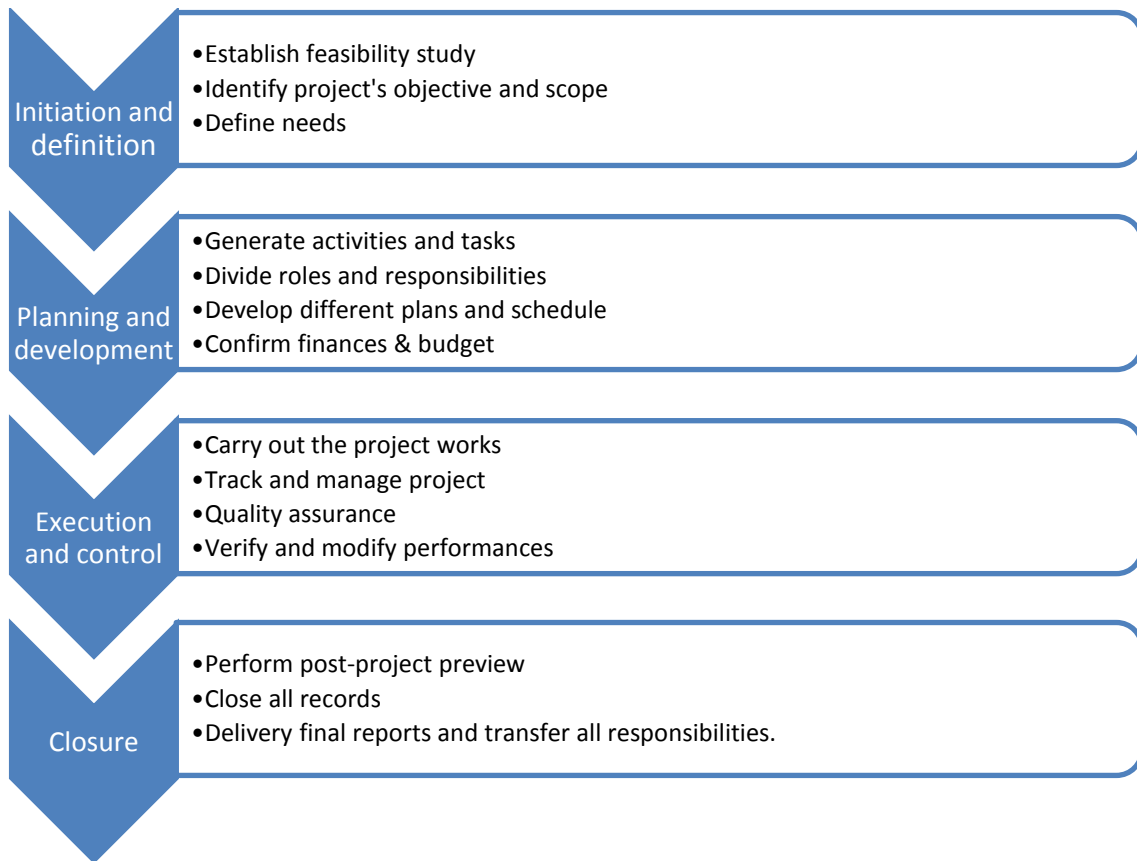 Initiation and
definition
•Establish feasibility study
•Identify project's objective and scope
•Define needs
Planning and
development
•Generate activities and tasks
•Divide roles and responsibilities
•Develop different plans and schedule
•Confirm finances & budget
Execution
and control
•Carry out the project works
•Track and manage project
•Quality assurance
•Verify and modify performances
Closure
•Perform post-project preview
•Close all records
•Delivery final reports and transfer all responsibilities.